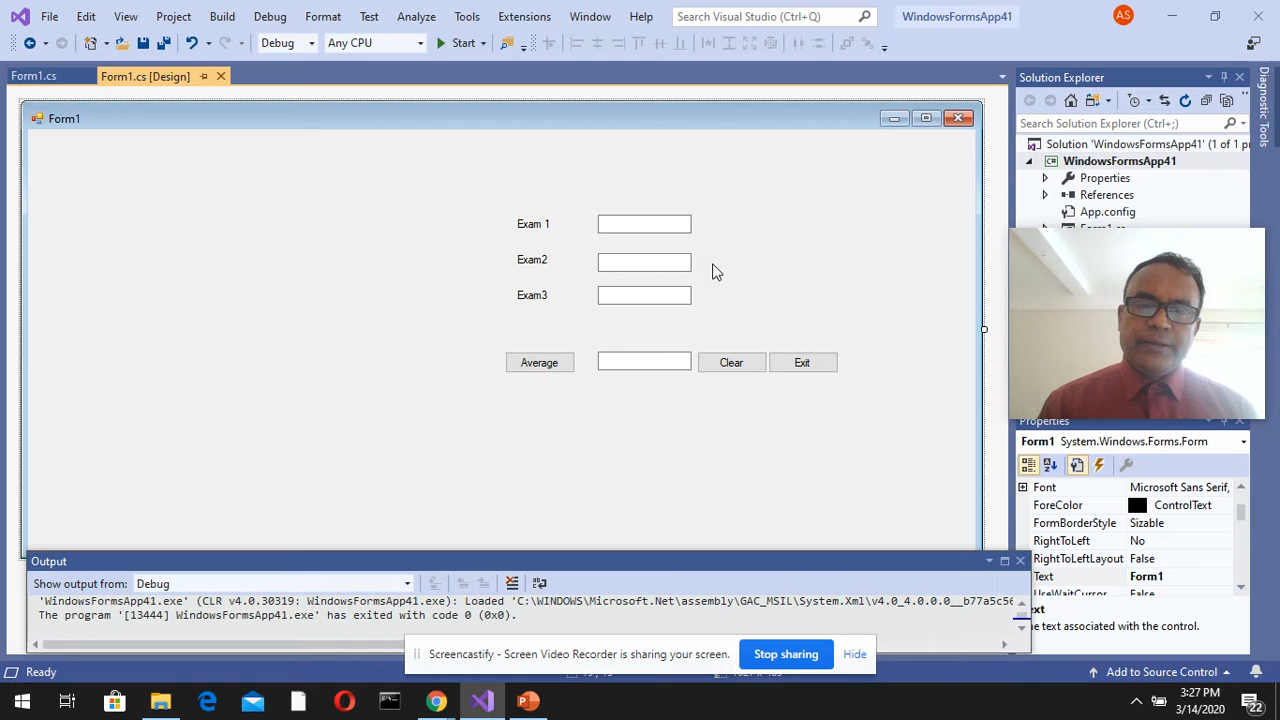 File Edit View Project Build Debug Format Test Analyze Tools Extensions Window Help Search Visual Studio (Ctrl+Q) WindowsFormsApp41 AS
Debug Any CPU Start
Form1.cs Form1.cs [Design]
Form1
Exam 1
Exam2
Exam3
Average Clear Exit
Solution Explorer
Search Solution Explorer (Ctrl+;)
Solution 'WindowsFormsApp41' (1 of 1 pr
WindowsFormsApp41
Properties
References
App.config
Form1.cs
Diagnostic Tools
Properties
Form1 System.Windows.Forms.Form
Font Microsoft Sans Serif,
ForeColor ControlText
FormBorderStyle Sizable
RightToLeft No
RightToLeftLayout False
Text Form1
UseWaitCursor False
ext
he text associated with the control.
Output
Show output from: Debug
'WindowsFormsApp41.exe' (CLR v4.0.30319: WindowsFormsApp41.exe): Loaded 'C:\WINDOWS\Microsoft.Net\assembly\GAC_MSIL\System.Xml\v4.0_4.0.0.0__b77a5c56
The program '[13444] WindowsFormsApp41.exe' has exited with code 0 (0x0).
Screencastify - Screen Video Recorder is sharing your screen. Stop sharing Hide
Ready Add to Source Control
3:27 PM
3/14/2020
22